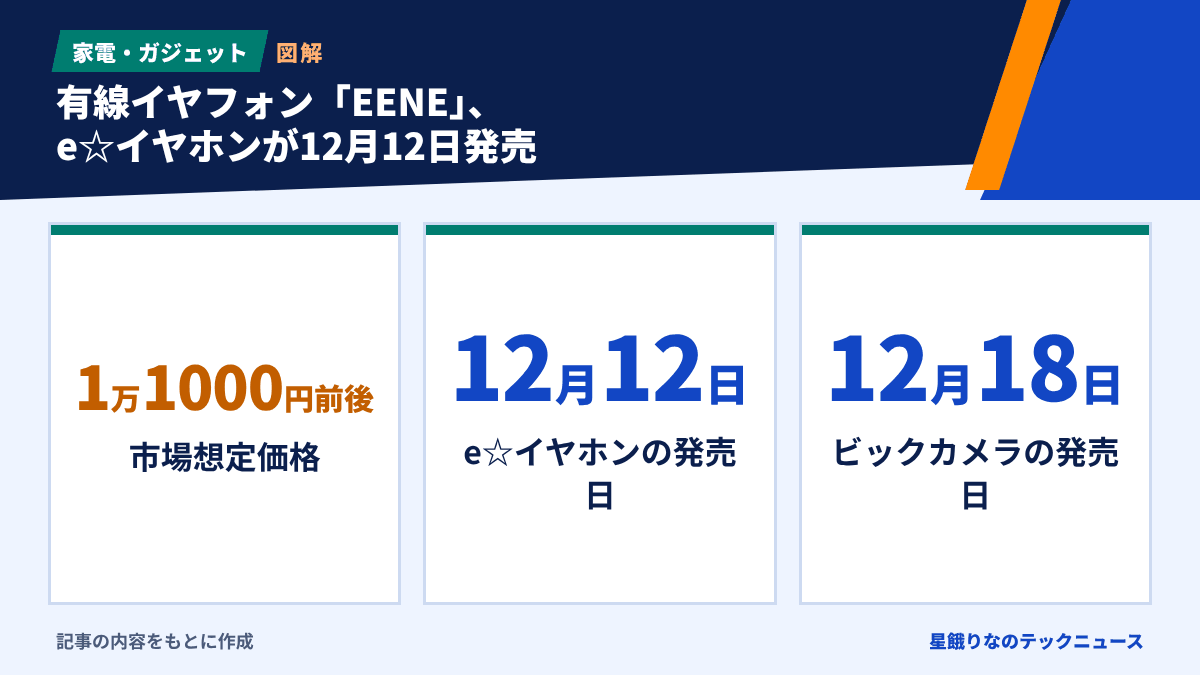 家電・ガジェット 図解
有線イヤフォン「EENE」、
e☆イヤホンが12月12日発売
1万1000円前後
市場想定価格
12月12日
e☆イヤホンの発売
日
12月18日
ビックカメラの発売
日
記事の内容をもとに作成
星餓りなのテックニュース